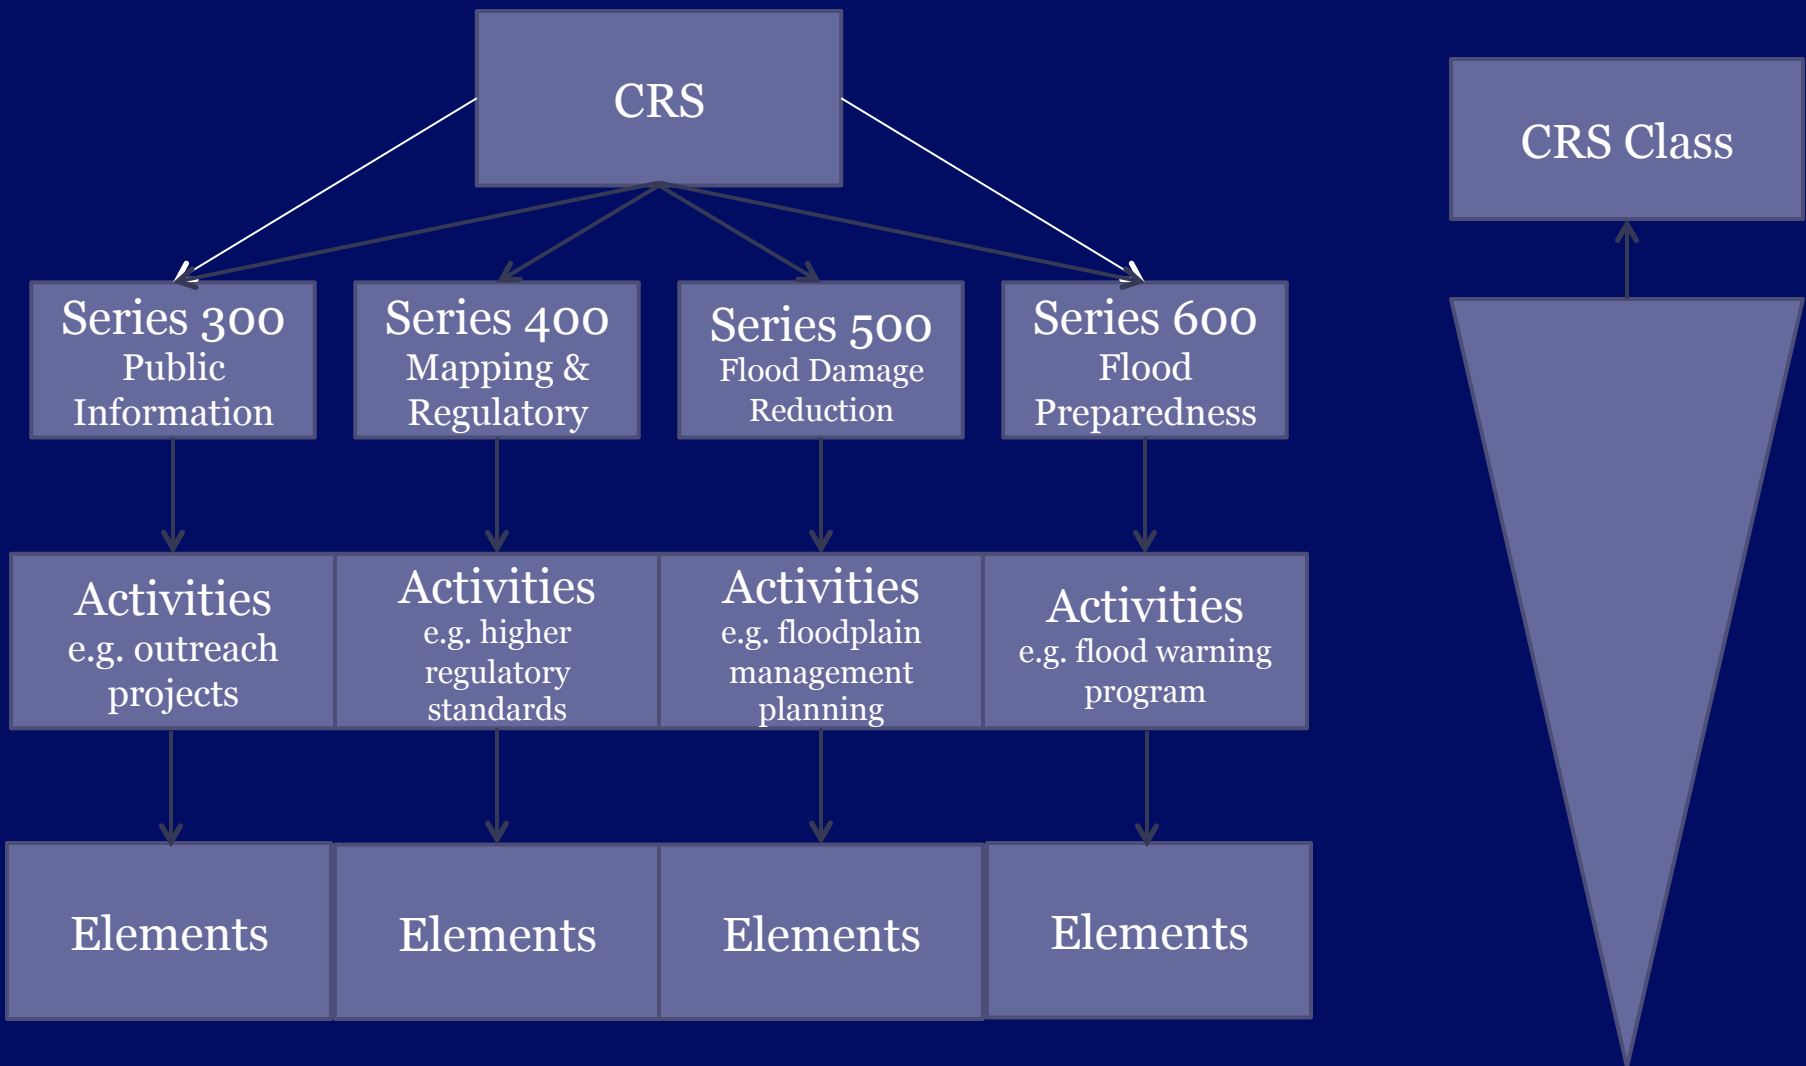 CRS
CRS Class
Series 300
Public
Information
Series 400
Mapping &
Regulatory
Series 500
Flood Damage
Reduction
Series 600
Flood
Preparedness
Activities
e.g. outreach
projects
Activities
e.g. higher
regulatory
standards
Activities
e.g. floodplain
management
planning
Activities
e.g. flood warning
program
Elements
Elements
Elements
Elements